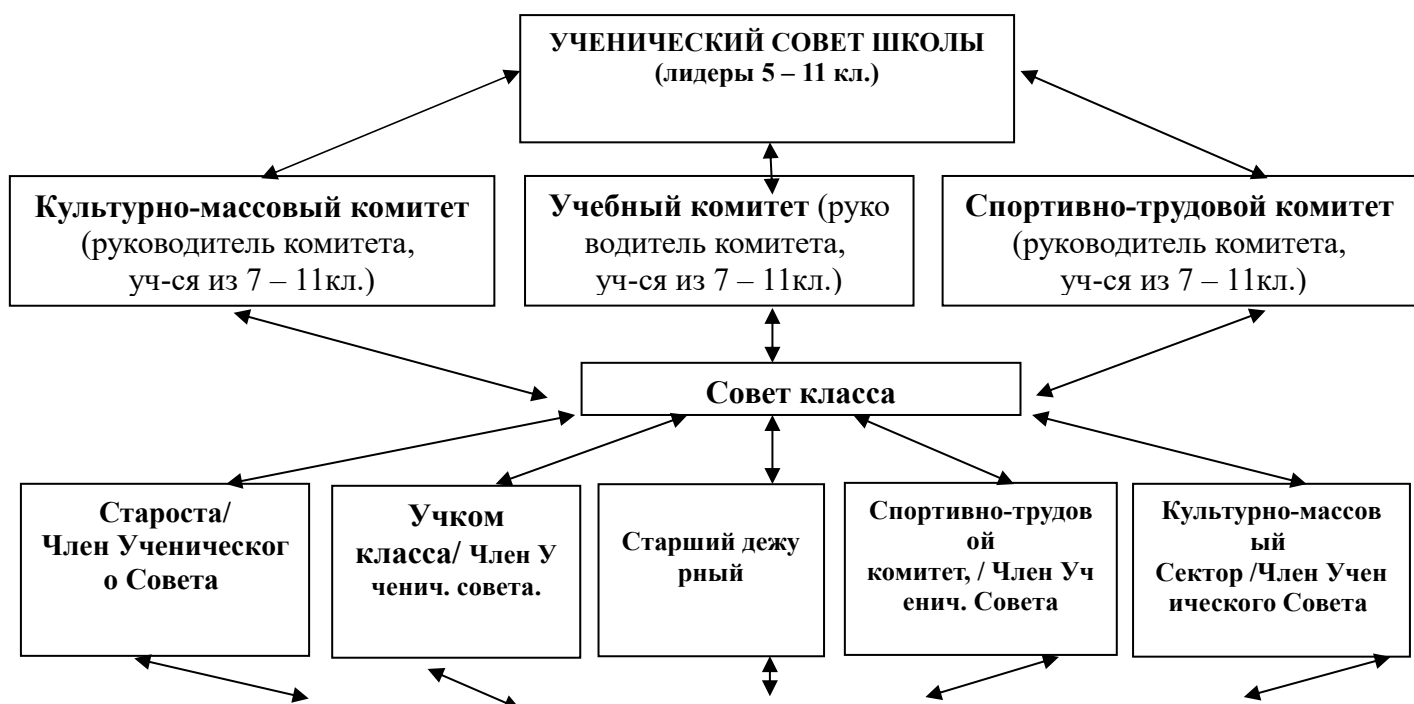 УЧЕНИЧЕСКИЙ СОВЕТ ШКОЛЫ
(лидеры 5 – 11 кл.)
Культурно-массовый комитет
(руководитель комитета,
уч-ся из 7 – 11кл.)
Учебный комитет (руко
водитель комитета,
уч-ся из 7 – 11кл.)
Спортивно-трудовой комитет
(руководитель комитета,
уч-ся из 7 – 11кл.)
Совет класса
Староста/
Член Ученическог
о Совета
Учком
класса/ Член У
ченич. совета.
Старший дежу
рный
Спортивно-трудов
ой
комитет, / Член Уч
енич. Совета
Культурно-массов
ый
Сектор /Член Учен
ического Совета